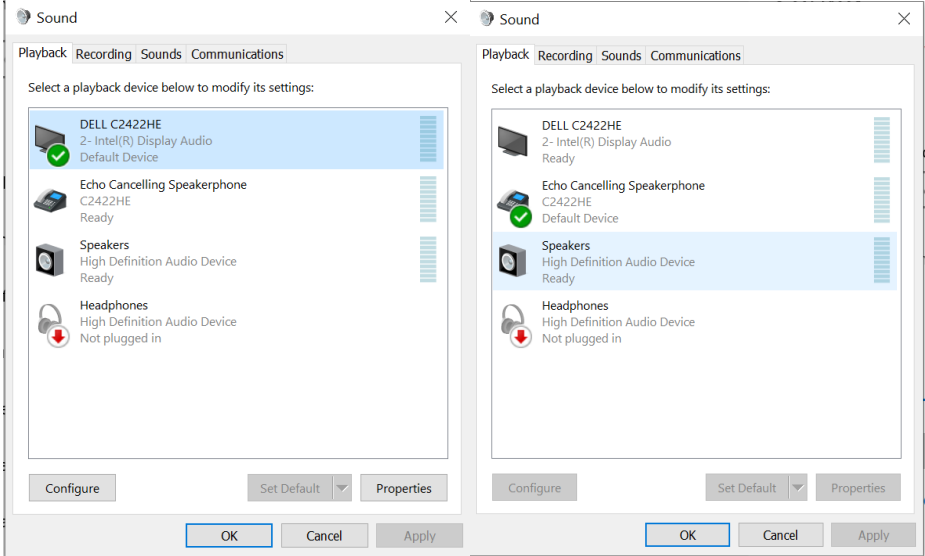 Sound
Playback Recording Sounds Communications
Select a playback device below to modify its settings:
DELL C2422HE
2- Intel(R) Display Audio
Default Device
Echo Cancelling Speakerphone
C2422HE
Ready
Speakers
High Definition Audio Device
Ready
Headphones
High Definition Audio Device
Not plugged in
Configure Set Default Properties
OK Cancel Apply
Sound
Playback Recording Sounds Communications
Select a playback device below to modify its settings:
DELL C2422HE
2- Intel(R) Display Audio
Ready
Echo Cancelling Speakerphone
C2422HE
Default Device
Speakers
High Definition Audio Device
Ready
Headphones
High Definition Audio Device
Not plugged in
Configure Set Default Properties
OK Cancel Apply